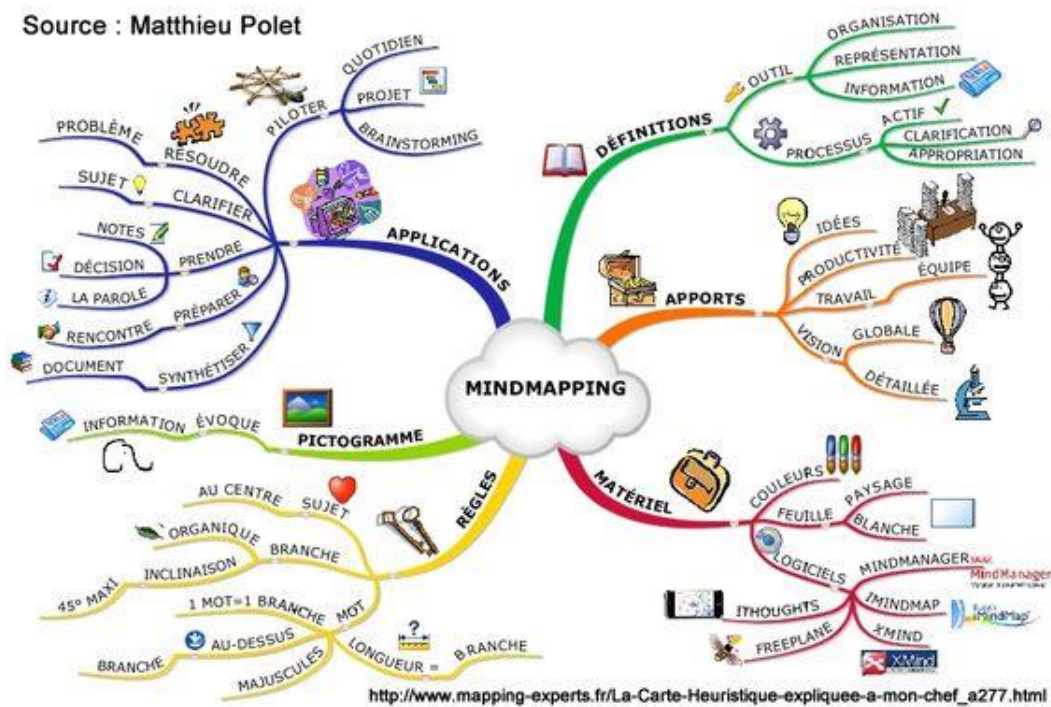 Source : Matthieu Polet
MINDMAPPING
DÉFINITIONS
OUTIL
ORGANISATION
REPRÉSENTATION
INFORMATION
PROCESSUS
ACTIF
CLARIFICATION
APPROPRIATION
APPORTS
IDÉES
PRODUCTIVITÉ
TRAVAIL
ÉQUIPE
VISION
GLOBALE
DÉTAILLÉE
MATÉRIEL
COULEURS
FEUILLE
PAYSAGE
BLANCHE
LOGICIELS
MINDMANAGER
MindManager
IMINDMAP
iMindMap
XMIND
XMind
FREEPLANE
ITHOUGHTS
RÈGLES
SUJET
AU CENTRE
BRANCHE
ORGANIQUE
INCLINAISON
45° MAXI
MOT
1 MOT=1 BRANCHE
AU-DESSUS
BRANCHE
MAJUSCULES
LONGUEUR =
BRANCHE
?
PICTOGRAMME
ÉVOQUE
INFORMATION
APPLICATIONS
PILOTER
QUOTIDIEN
PROJET
BRAINSTORMING
RÉSOUDRE
PROBLÈME
CLARIFIER
SUJET
PRENDRE
NOTES
DÉCISION
LA PAROLE
PRÉPARER
RENCONTRE
SYNTHÉTISER
DOCUMENT
http://www.mapping-experts.fr/La-Carte-Heuristique-expliquee-a-mon-chef_a277.html